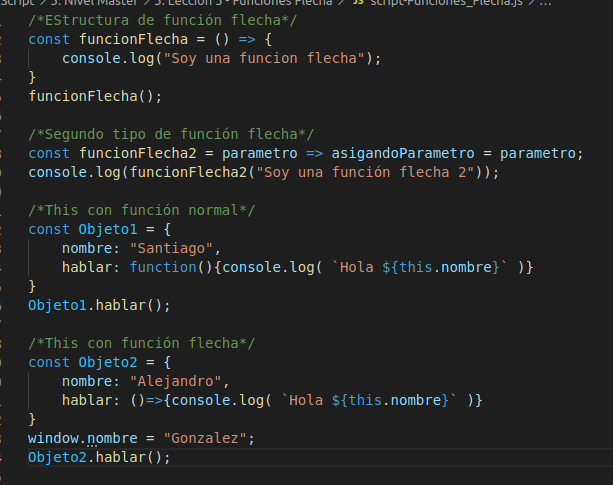 Script > 3. Nivel Master > 3. Lección 3 - Funciones Flecha > JS script-Funciones_Flecha.js > ...
/*EStructura de función flecha*/
const funcionFlecha = () => {
    console.log("Soy una funcion flecha");
}
funcionFlecha();
/*Segundo tipo de función flecha*/
const funcionFlecha2 = parametro => asigandoParametro = parametro;
console.log(funcionFlecha2("Soy una función flecha 2"));
/*This con función normal*/
const Objeto1 = {
    nombre: "Santiago",
    hablar: function(){console.log( `Hola ${this.nombre}` )}
}
Objeto1.hablar();
/*This con función flecha*/
const Objeto2 = {
    nombre: "Alejandro",
    hablar: ()=>{console.log( `Hola ${this.nombre}` )}
}
window.nombre = "Gonzalez";
Objeto2.hablar();